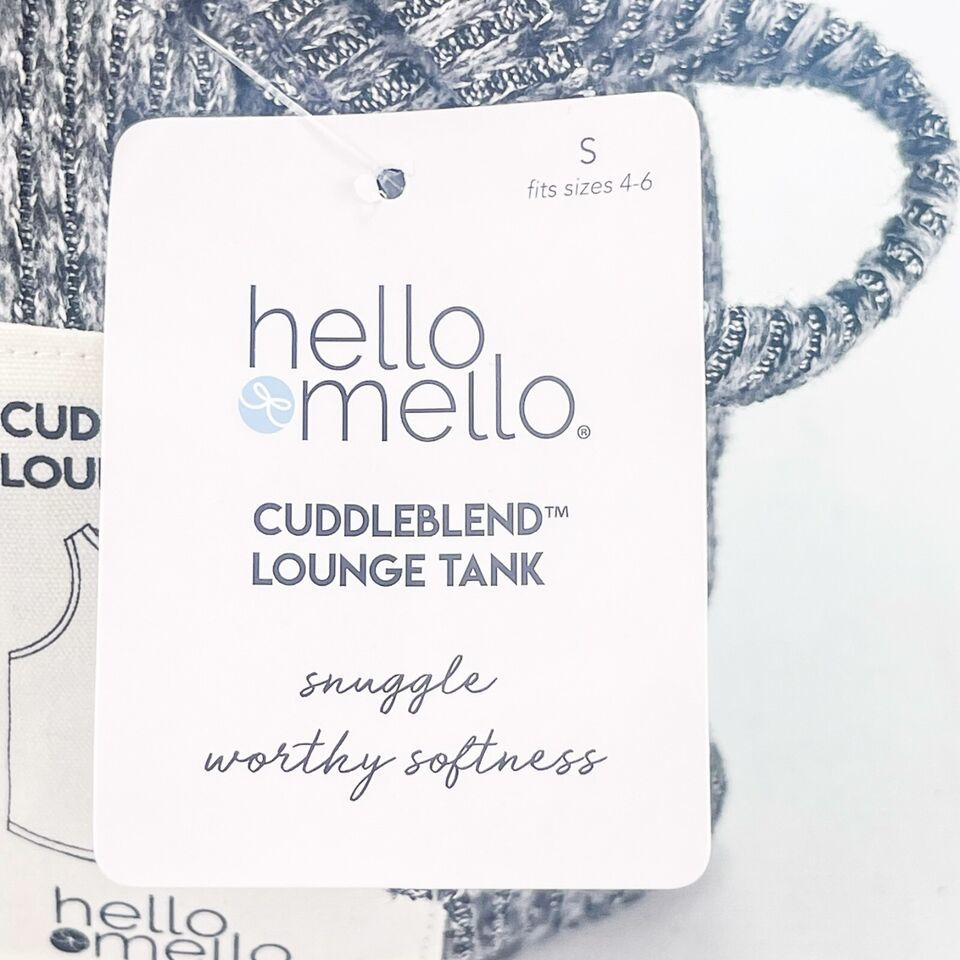 S
fits sizes 4-6
hello
mello®
CUDDLEBLEND™
LOUNGE TANK
snuggle
worthy softness
CUD
LOU
hello
mello